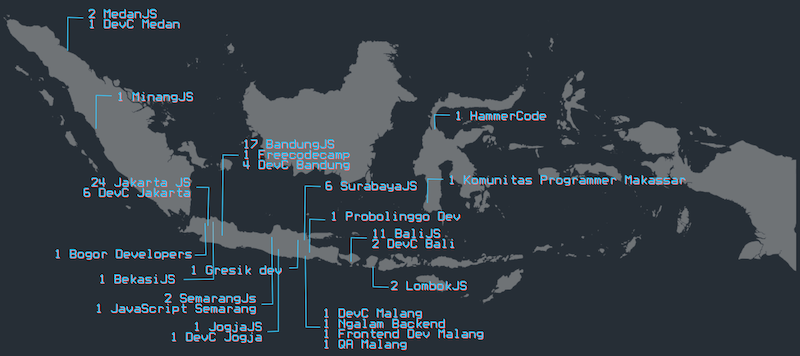 2 MedanJS
1 DevC Medan
1 MinangJS
1 HammerCode
17 BandungJS
1 Freecodecamp
4 DevC Bandung
24 Jakarta JS
6 DevC Jakarta
6 SurabayaJS
1 Komunitas Programmer Makassar
1 Probolinggo Dev
11 BaliJS
2 DevC Bali
1 Bogor Developers
1 Gresik dev
1 BekasiJS
2 LombokJS
2 SemarangJs
1 JavaScript Semarang
1 JogjaJS
1 DevC Jogja
1 DevC Malang
1 Ngalam Backend
1 Frontend Dev Malang
1 QA Malang